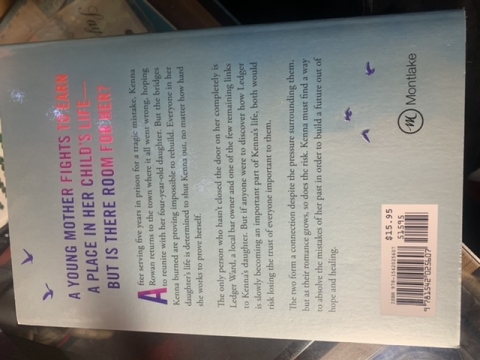 A YOUNG MOTHER FIGHTS TO EARN
A PLACE IN HER CHILD'S LIFE—
BUT IS THERE ROOM FOR HER?
After serving five years in prison for a tragic mistake, Kenna
Rowan returns to the town where it all went wrong, hoping
to reunite with her four-year-old daughter. But the bridges
Kenna burned are proving impossible to rebuild. Everyone in her
daughter's life is determined to shut Kenna out, no matter how hard
she works to prove herself.
The only person who hasn't closed the door on her completely is
Ledger Ward, a local bar owner and one of the few remaining links
to Kenna's daughter. But if anyone were to discover how Ledger
is slowly becoming an important part of Kenna's life, both would
risk losing the trust of everyone important to them.
The two form a connection despite the pressure surrounding them,
but as their romance grows, so does the risk. Kenna must find a way
to absolve the mistakes of her past in order to build a future out of
hope and healing.
$15.95
51595
9 781542 025607
Montlake